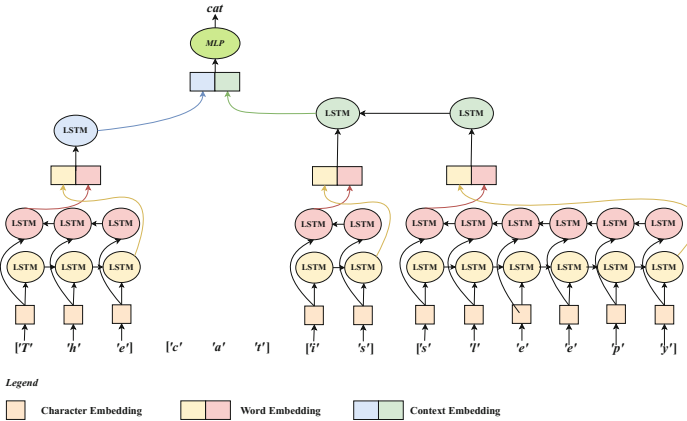 cat
MLP
LSTM LSTM LSTM
LSTM LSTM LSTM LSTM LSTM LSTM LSTM LSTM LSTM LSTM LSTM
LSTM LSTM LSTM LSTM LSTM LSTM LSTM LSTM LSTM LSTM LSTM
['T' 'h' 'e'] ['c' 'a' 't'] ['i' 's'] ['s' 'l' 'e' 'e' 'p' 'y']
Legend
Character Embedding Word Embedding Context Embedding